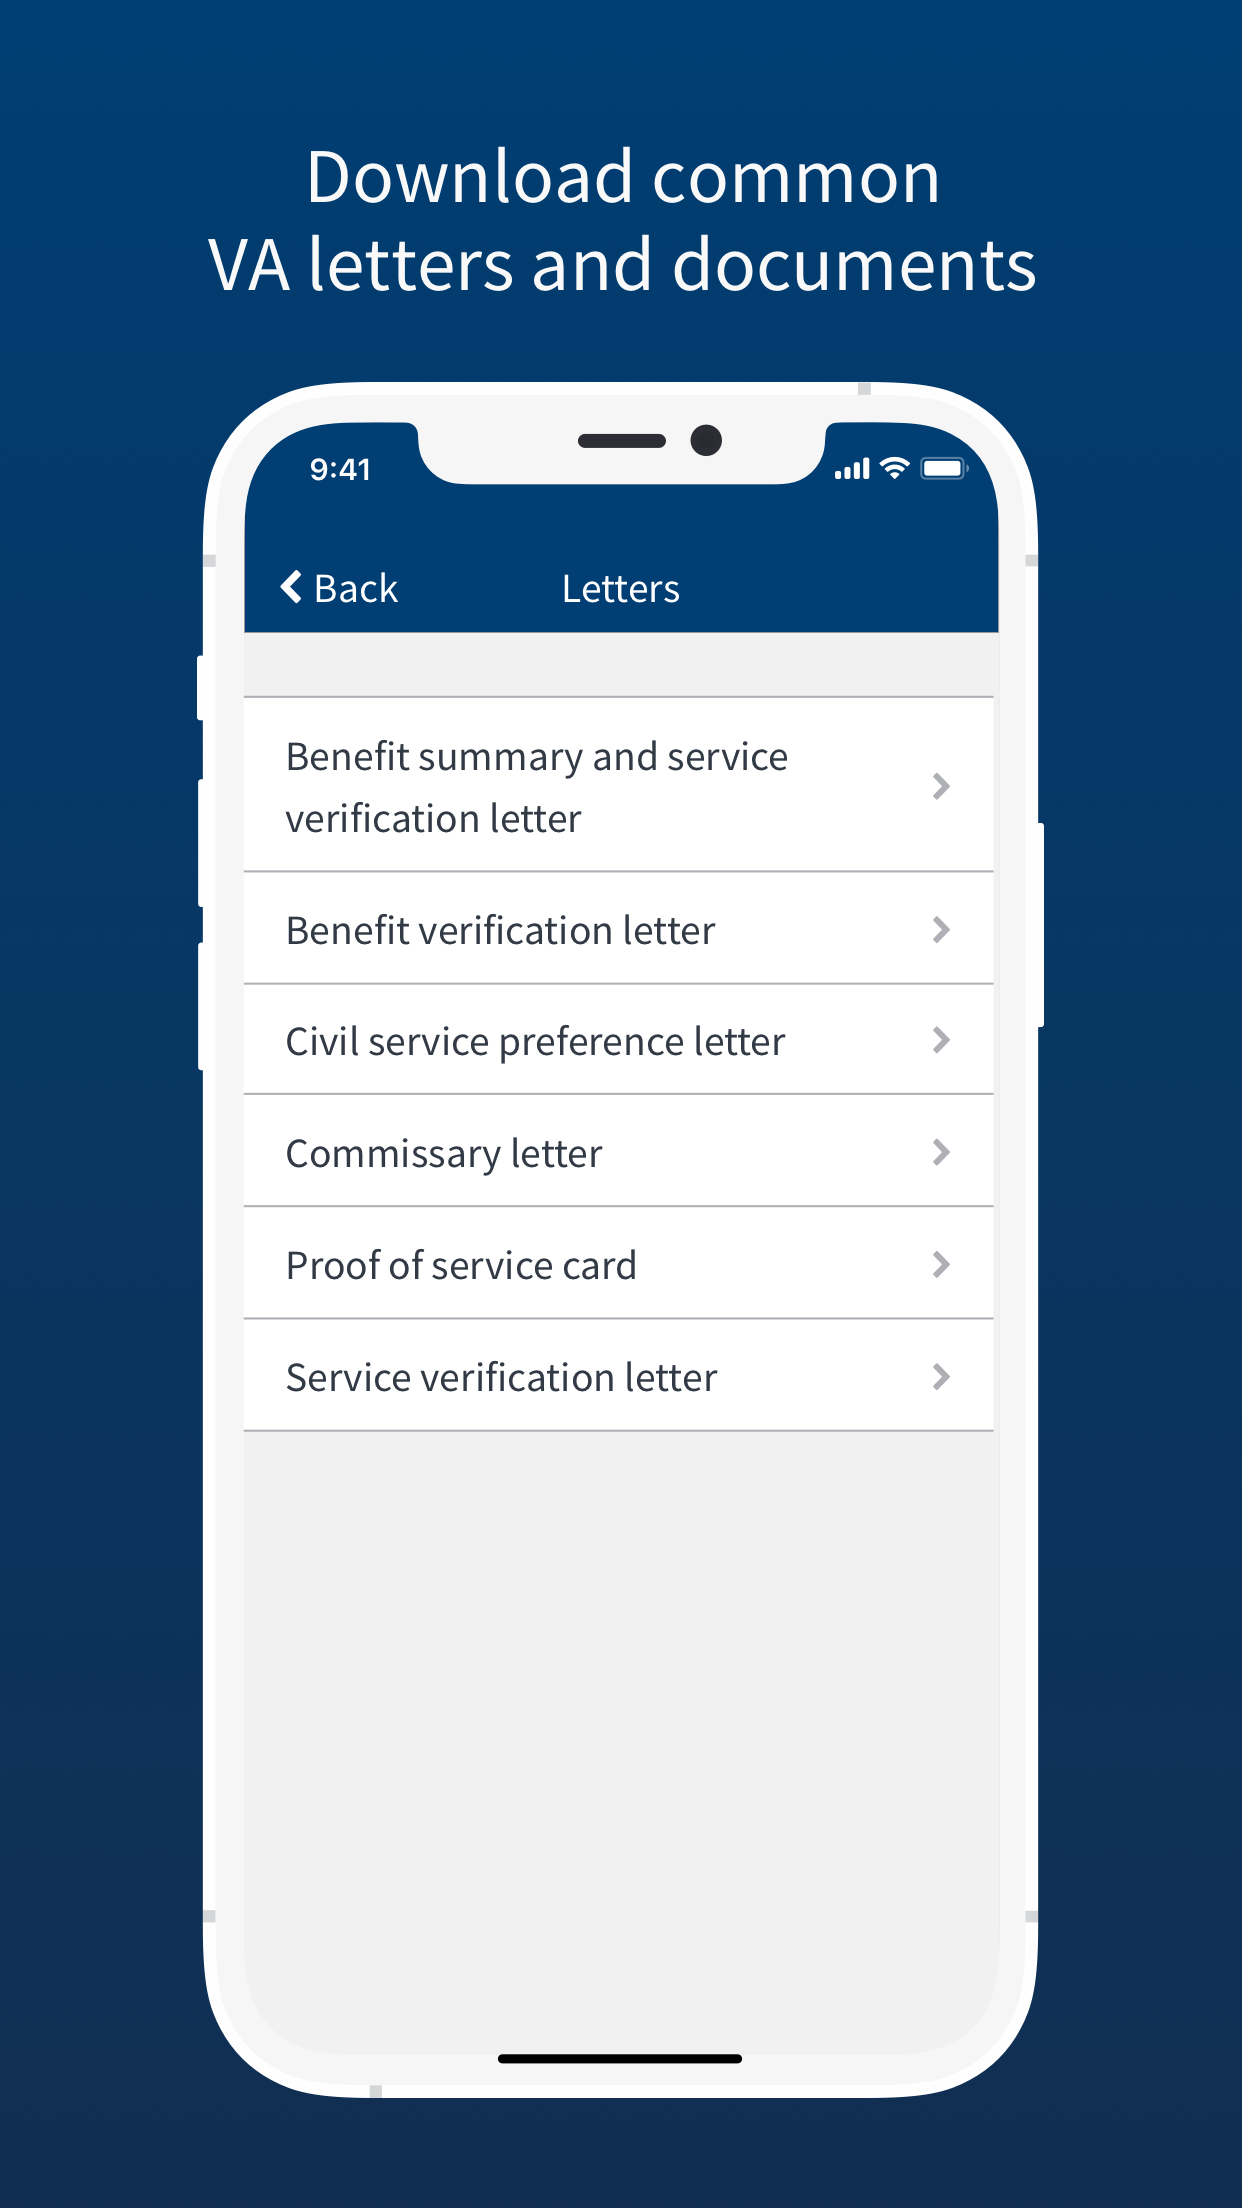 Download common
VA letters and documents
9:41
Back
Letters
Benefit summary and service
verification letter
Benefit verification letter
Civil service preference letter
Commissary letter
Proof of service card
Service verification letter